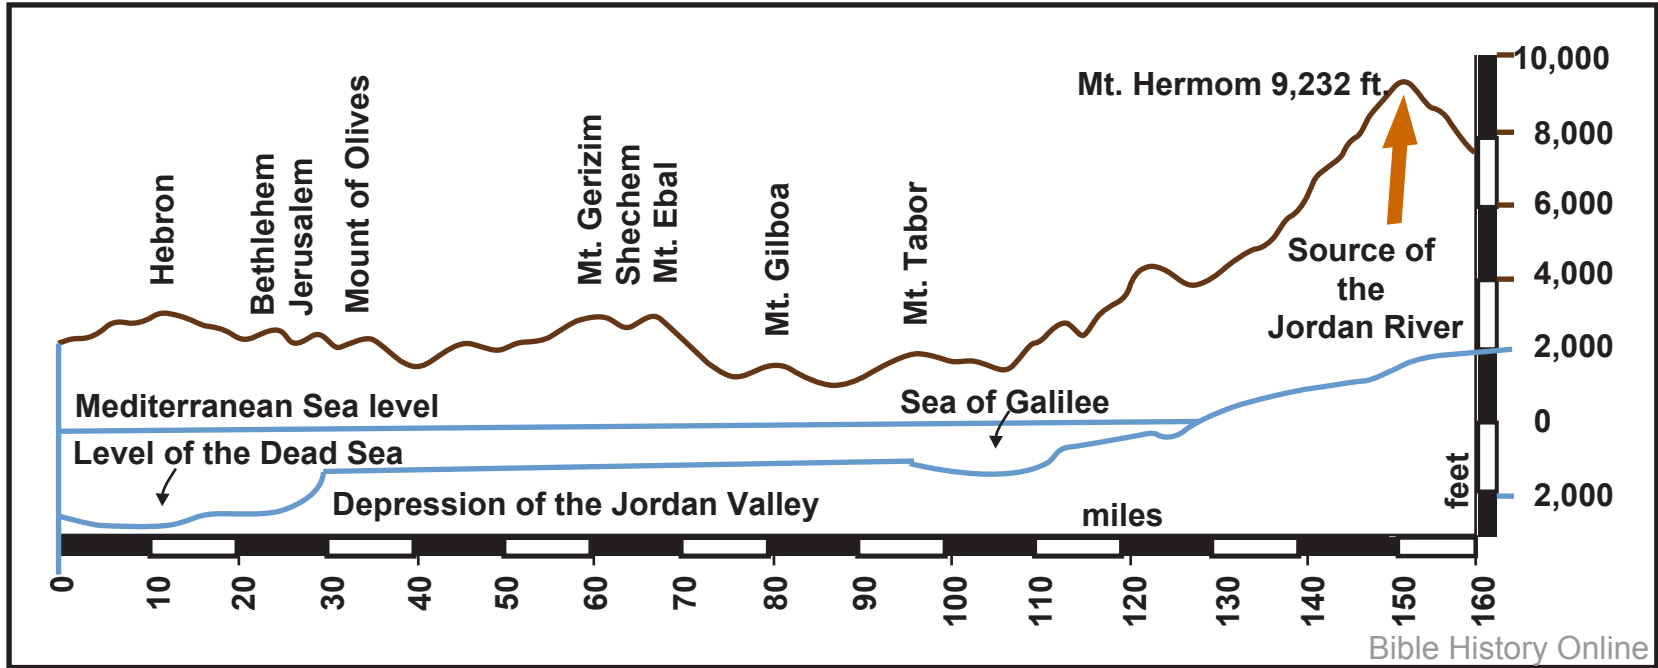 10,000
Mt. Hermom 9,232 ft.
8,000
6,000
4,000
2,000
0
2,000
feet
Hebron
Bethlehem
Jerusalem
Mount of Olives
Mt. Gerizim
Shechem
Mt. Ebal
Mt. Gilboa
Mt. Tabor
Source of
the
Jordan River
Mediterranean Sea level
Sea of Galilee
Level of the Dead Sea
Depression of the Jordan Valley
miles
0
10
20
30
40
50
60
70
80
90
100
110
120
130
140
150
160
Bible History Online